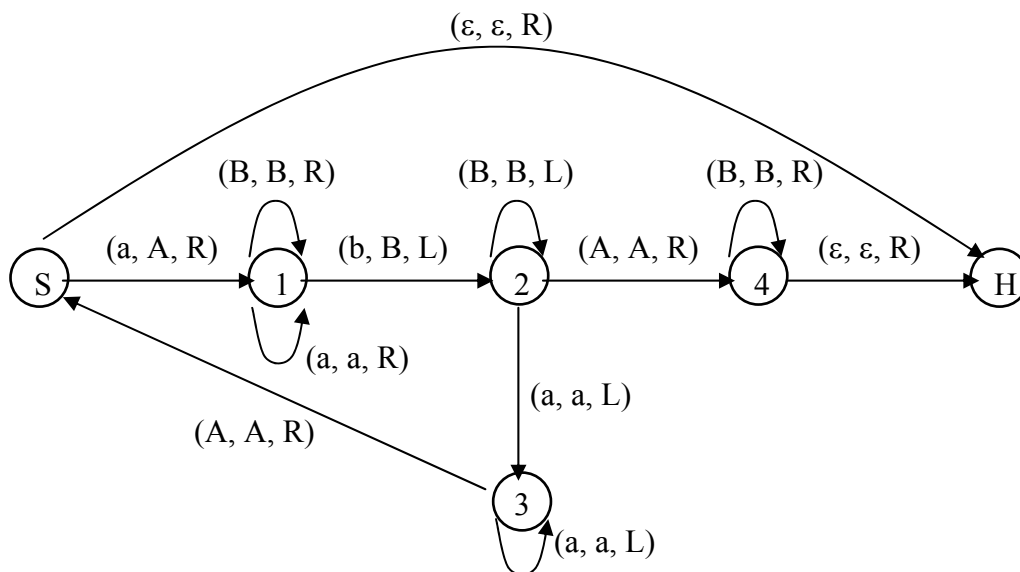 (ε, ε, R)
(B, B, R)
(B, B, L)
(B, B, R)
(a, A, R)
(b, B, L)
(A, A, R)
(ε, ε, R)
S
1
2
4
H
(a, a, R)
(a, a, L)
(A, A, R)
3
(a, a, L)